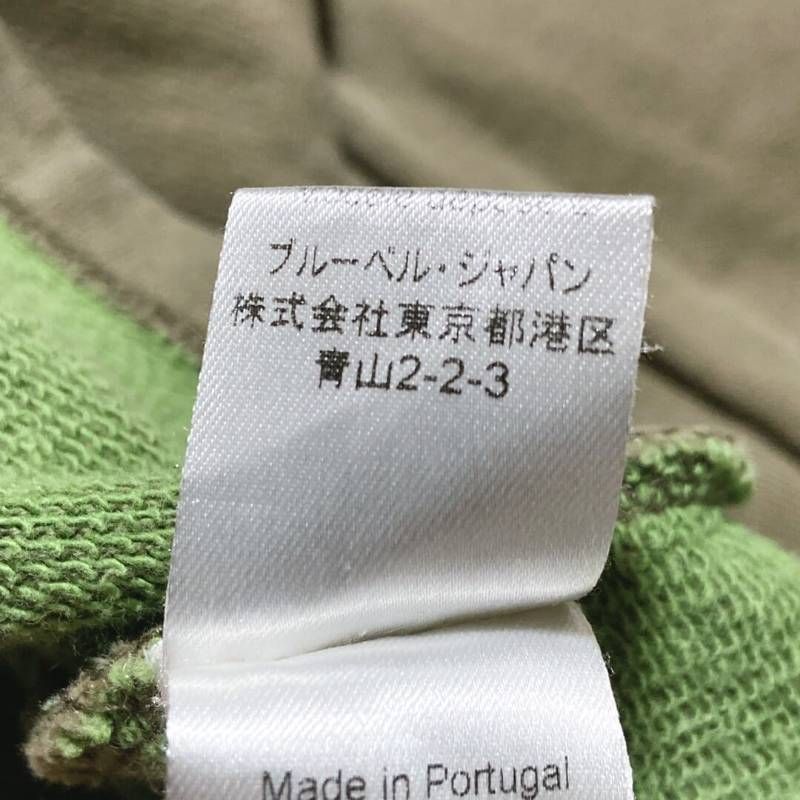 ブルーベル・ジャパン
株式会社東京都港区
青山2-2-3
Made in Portugal